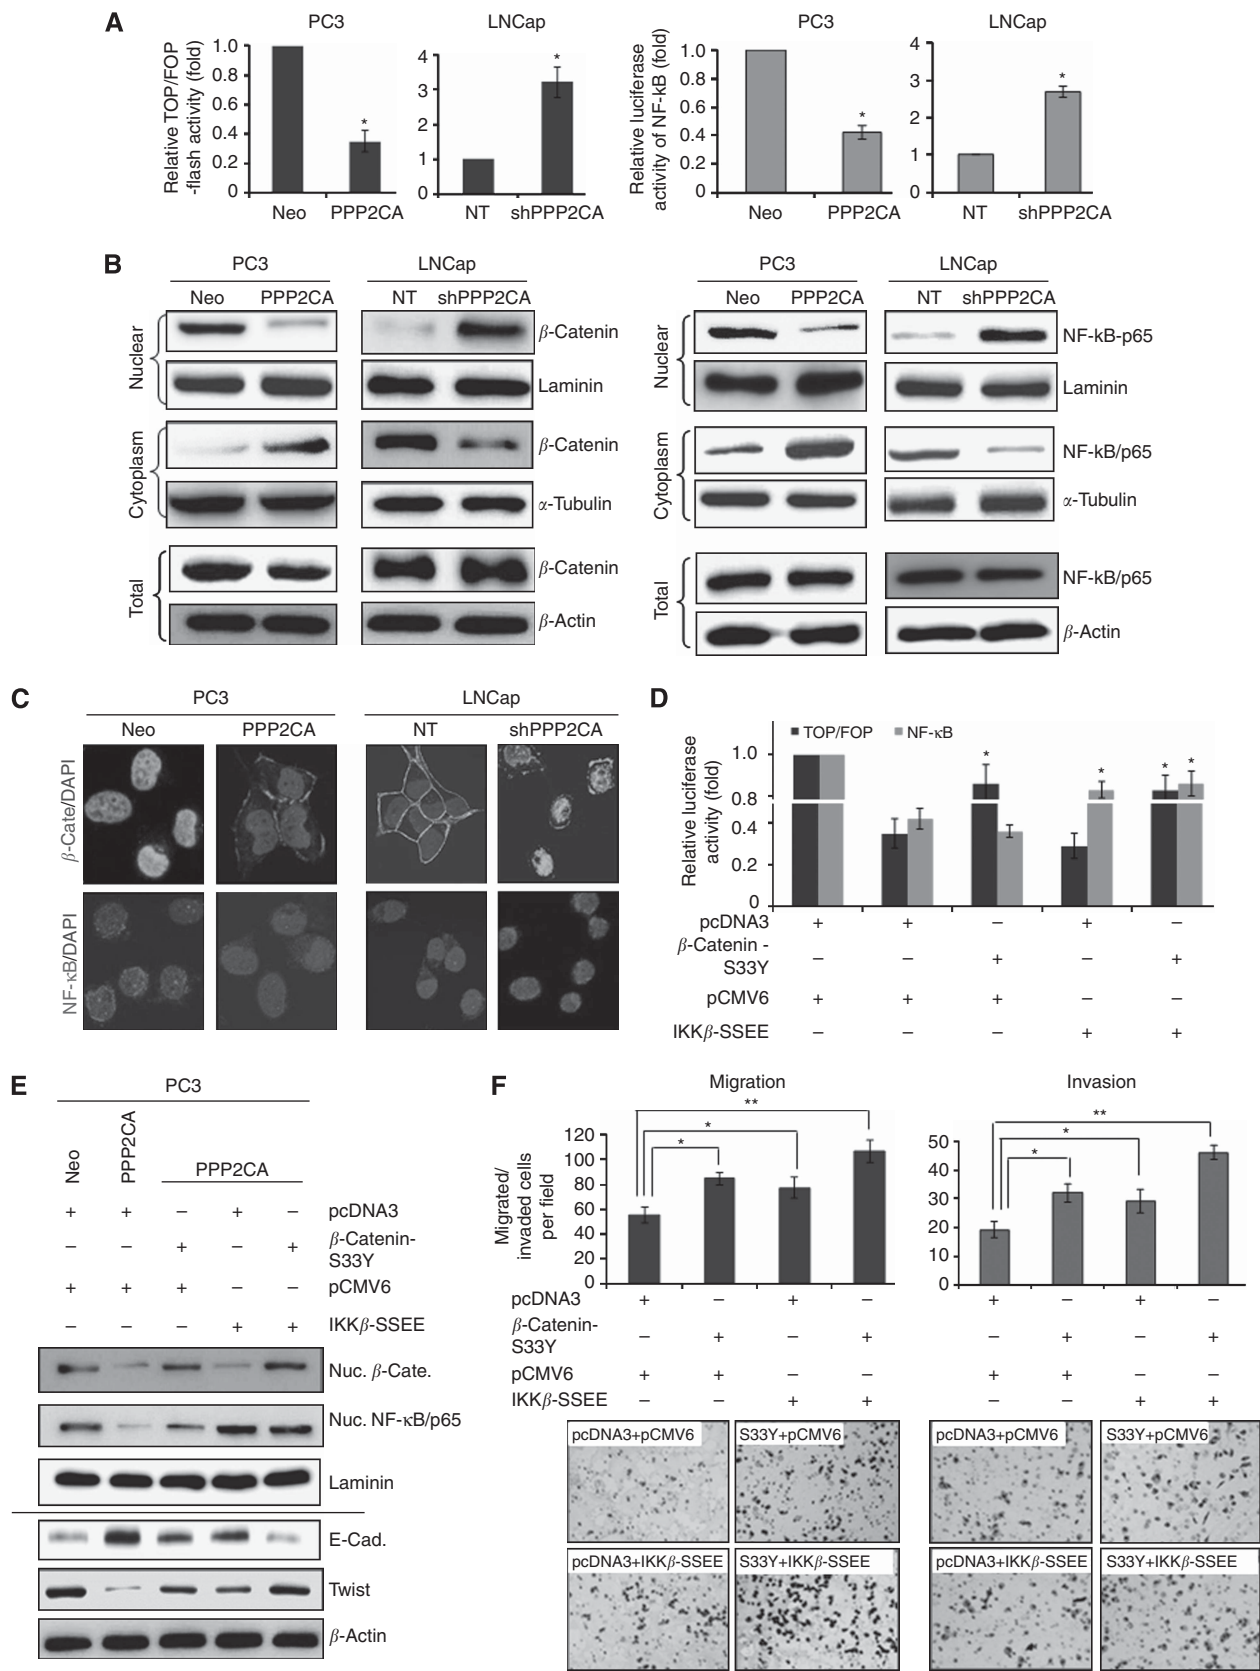 A
PC3
LNCap
PC3
LNCap
Relative TOP/FOP
-flash activity (fold)
1.0
0.8
0.6
0.4
0.2
0
*
Neo
PPP2CA
4
3
2
1
0
*
NT
shPPP2CA
Relative luciferase
activity of NF-kB (fold)
1.0
0.8
0.6
0.4
0.2
0
*
Neo
PPP2CA
4
3
2
1
0
*
NT
shPPP2CA
B
PC3
LNCap
Neo
PPP2CA
NT
shPPP2CA
Nuclear
β-Catenin
Laminin
Cytoplasm
β-Catenin
α-Tubulin
Total
β-Catenin
β-Actin
PC3
LNCap
Neo
PPP2CA
NT
shPPP2CA
Nuclear
NF-kB-p65
Laminin
Cytoplasm
NF-kB/p65
α-Tubulin
Total
NF-kB/p65
β-Actin
C
PC3
LNCap
Neo
PPP2CA
NT
shPPP2CA
β-Cate/DAPI
NF-κB/DAPI
D
TOP/FOP
NF-κB
Relative luciferase
activity (fold)
1.0
0.8
0.4
0.2
0
*
*
* *
pcDNA3 + + – + –
β-Catenin -
S33Y – – + – +
pCMV6 + + + – –
IKKβ-SSEE – – – + +
E
PC3
Neo
PPP2CA
PPP2CA
+ + – + – pcDNA3
– – + – + β-Catenin-
S33Y
+ + + – – pCMV6
– – – + + IKKβ-SSEE
Nuc. β-Cate.
Nuc. NF-κB/p65
Laminin
E-Cad.
Twist
β-Actin
F
Migration
Invasion
Migrated/
invaded cells
per field
120
100
80
60
40
20
0
**
*
*
50
40
30
20
10
0
**
*
*
pcDNA3 + – + – + – + –
β-Catenin-
S33Y – + – + – + – +
pCMV6 + + – – + + – –
IKKβ-SSEE – – + + – – + +
pcDNA3+pCMV6
S33Y+pCMV6
pcDNA3+pCMV6
S33Y+pCMV6
pcDNA3+IKKβ-SSEE
S33Y+IKKβ-SSEE
pcDNA3+IKKβ-SSEE
S33Y+IKKβ-SSEE